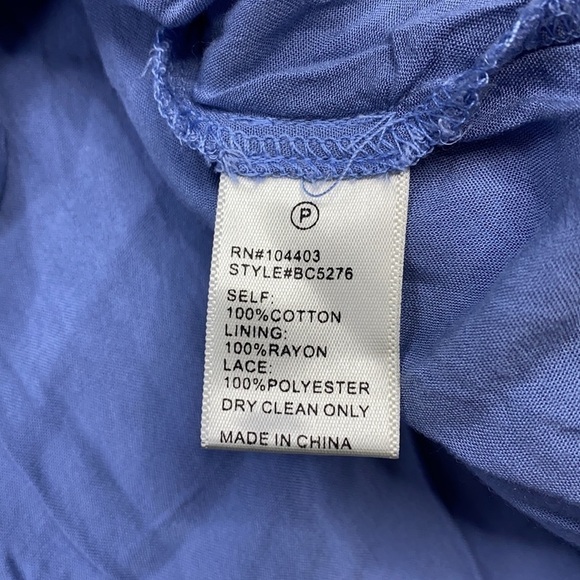 P
RN#104403
STYLE#BC5276
SELF:
100%COTTON
LINING:
100%RAYON
LACE:
100%POLYESTER
DRY CLEAN ONLY
MADE IN CHINA